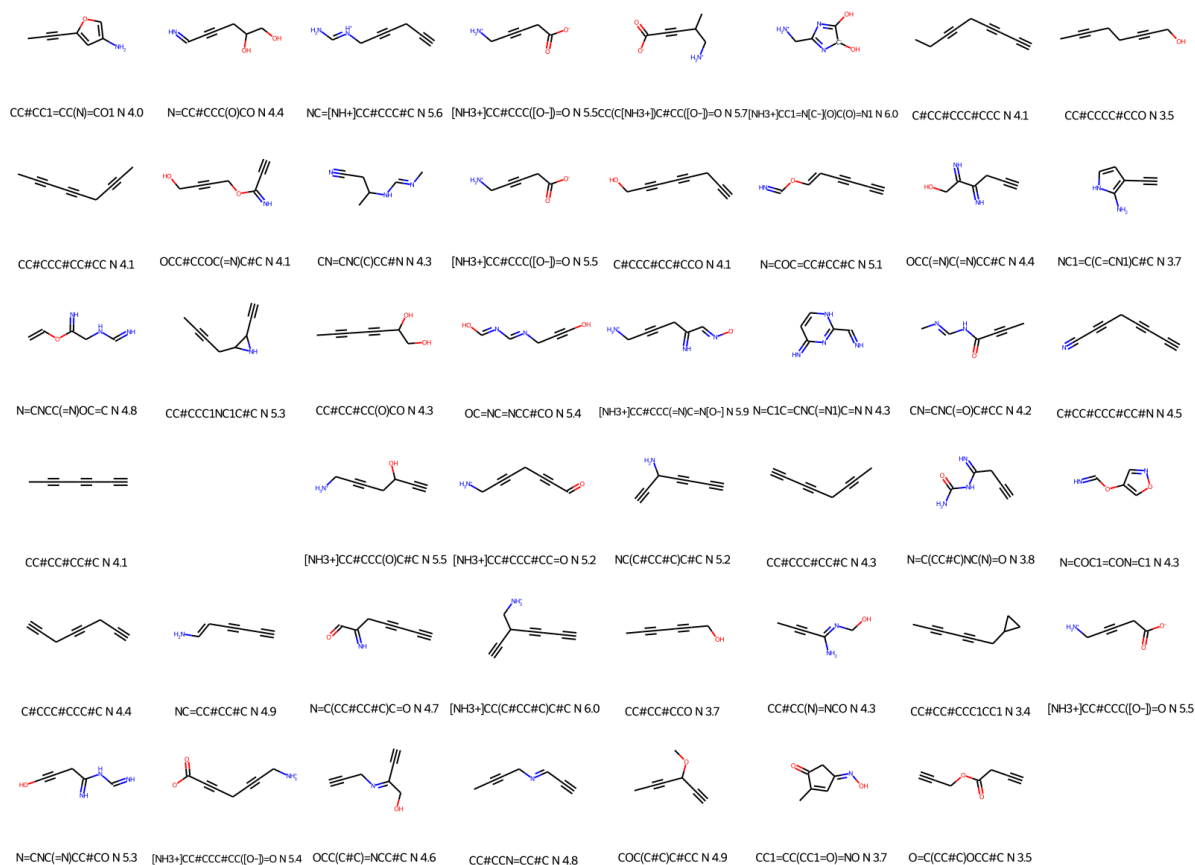 CC#CC1=CC(N)=CO1 N 4.0
N=CC#CCC(O)CO N 4.4
NC=[NH+]CC#CCC#C N 5.6
[NH3+]CC#CCC([O-])=O N 5.5
CC(C[NH3+])C#CC([O-])=O N 5.7
[NH3+]CC1=N[C-](O)C(O)=N1 N 6.0
C#CC#CCC#CCC N 4.1
CC#CCCC#CCO N 3.5
CC#CCC#CC#CC N 4.1
OCC#CCOC(=N)C#C N 4.1
CN=CNC(C)CC#N N 4.3
[NH3+]CC#CCC([O-])=O N 5.5
C#CCC#CC#CCO N 4.1
N=COC=CC#CC#C N 5.1
OCC(=N)C(=N)CC#C N 4.4
NC1=C(C=CN1)C#C N 3.7
N=CNCC(=N)OC=C N 4.8
CC#CCC1NC1C#C N 5.3
CC#CC#CC(O)CO N 4.3
OC=NC=NCC#CO N 5.4
[NH3+]CC#CCC(=N)C=N[O-] N 5.9
N=C1C=CNC(=N1)C=N N 4.3
CN=CNC(=O)C#CC N 4.2
C#CC#CCC#CC#N N 4.5
CC#CC#CC#C N 4.1
[NH3+]CC#CCC(O)C#C N 5.5
[NH3+]CC#CCC#CC=O N 5.2
NC(C#CC#C)C#C N 5.2
CC#CCC#CC#C N 4.3
N=C(CC#C)NC(N)=O N 3.8
N=COC1=CON=C1 N 4.3
C#CCC#CCC#C N 4.4
NC=CC#CC#C N 4.9
N=C(CC#CC#C)C=O N 4.7
[NH3+]CC(C#CC#C)C#C N 6.0
CC#CC#CCO N 3.7
CC#CC(N)=NCO N 4.3
CC#CC#CCC1CC1 N 3.4
[NH3+]CC#CCC([O-])=O N 5.5
N=CNC(=N)CC#CO N 5.3
[NH3+]CC#CCC#CC([O-])=O N 5.4
OCC(C#C)=NCC#C N 4.6
CC#CCN=CC#C N 4.8
COC(C#C)C#CC N 4.9
CC1=CC(CC1=O)=NO N 3.7
O=C(CC#C)OCC#C N 3.5